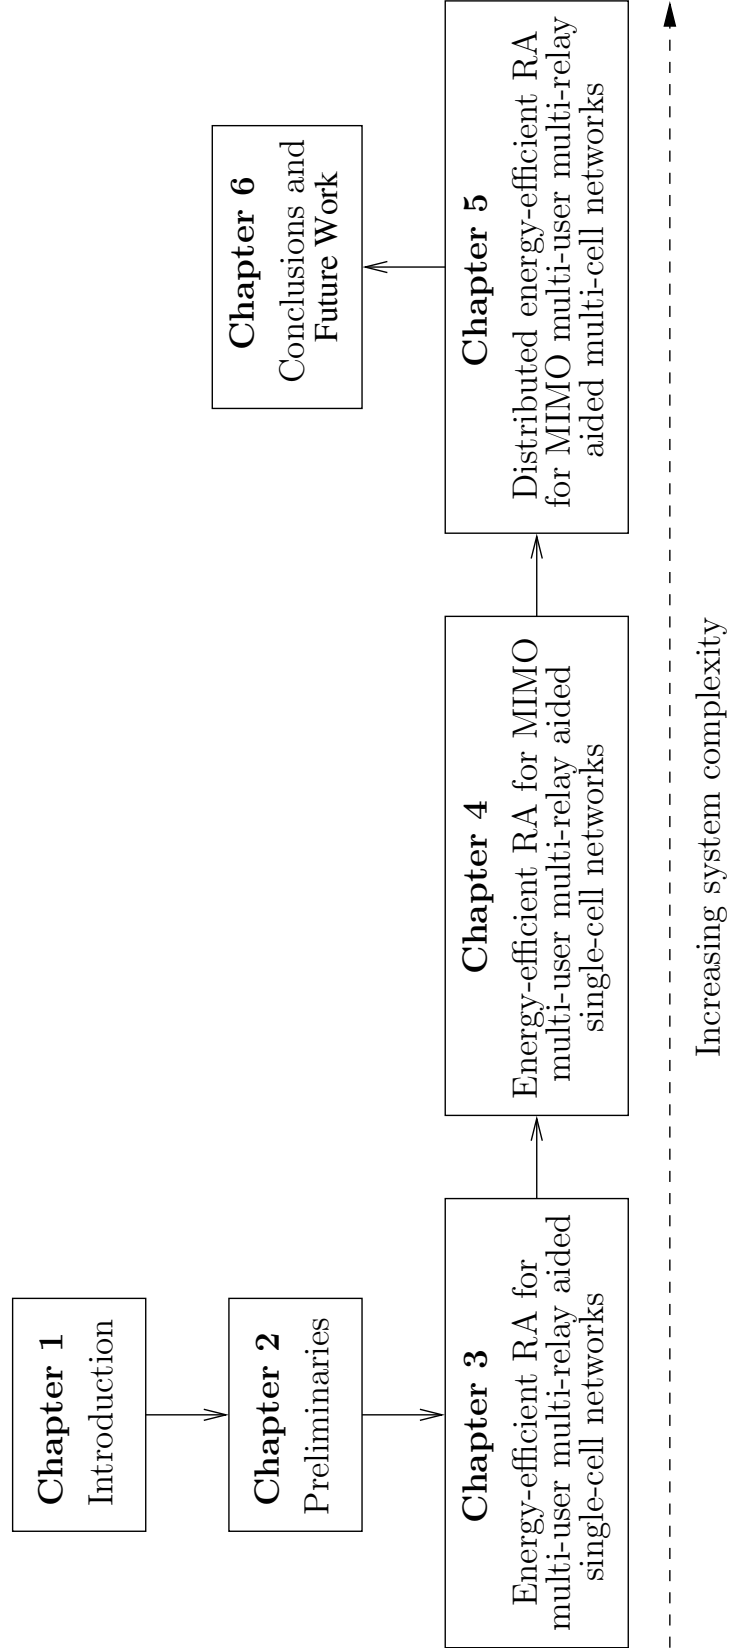 Chapter 1
Introduction
Chapter 2
Preliminaries
Chapter 3
Energy-efficient RA for
multi-user multi-relay aided
single-cell networks
Chapter 4
Energy-efficient RA for MIMO
multi-user multi-relay aided
single-cell networks
Chapter 5
Distributed energy-efficient RA
for MIMO multi-user multi-relay
aided multi-cell networks
Chapter 6
Conclusions and
Future Work
Increasing system complexity